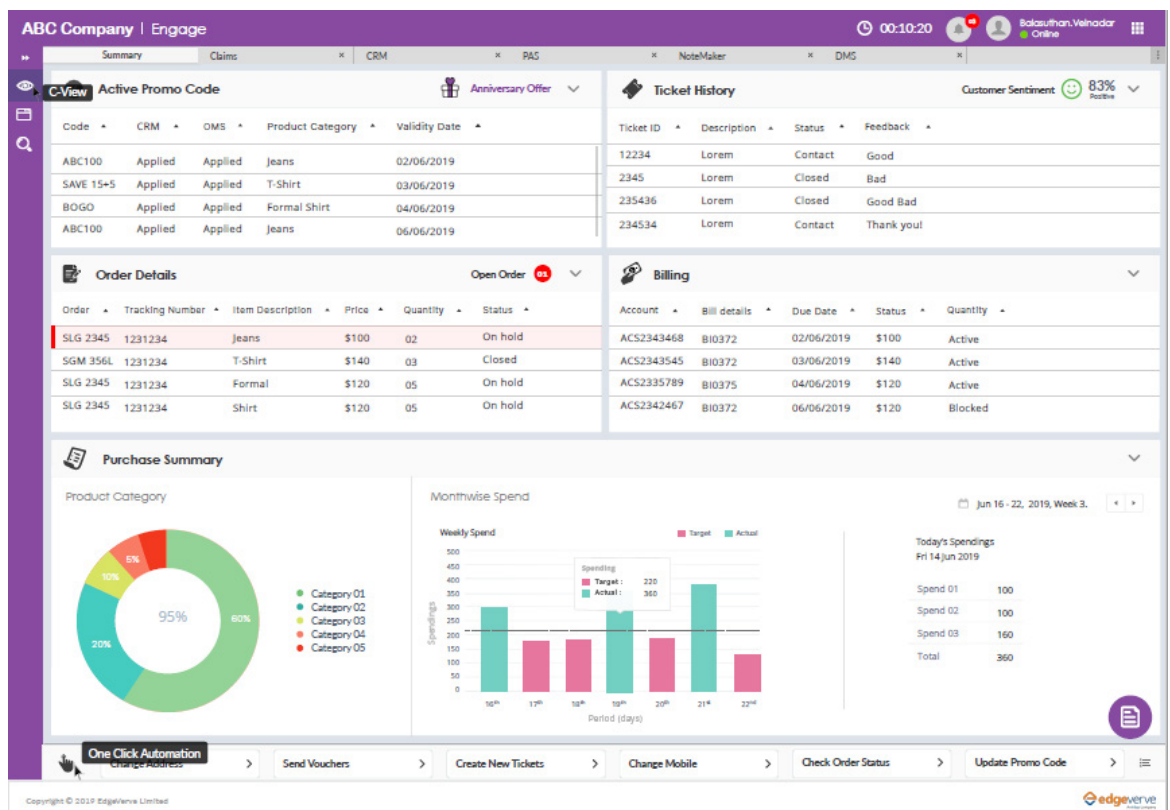 ABC Company | Engage
00:10:20
Balasuthan.Velnadar
Online
Summary Claims × CRM × PAS × NoteMaker × DMS ×
C-View
Active Promo Code
Anniversary Offer
Code CRM OMS Product Category Validity Date
ABC100 Applied Applied Jeans 02/06/2019
SAVE 15+5 Applied Applied T-Shirt 03/06/2019
BOGO Applied Applied Formal Shirt 04/06/2019
ABC100 Applied Applied Jeans 06/06/2019
Ticket History
Customer Sentiment 83%
Positive
Ticket ID Description Status Feedback
12234 Lorem Contact Good
2345 Lorem Closed Bad
235436 Lorem Closed Good Bad
234534 Lorem Contact Thank you!
Order Details
Open Order 01
Order Tracking Number Item Description Price Quantity Status
SLG 2345 1231234 Jeans $100 02 On hold
SGM 356L 1231234 T-Shirt $140 03 Closed
SLG 2345 1231234 Formal $120 05 On hold
SLG 2345 1231234 Shirt $120 05 On hold
Billing
Account Bill details Due Date Status Quantity
ACS2343468 BI0372 02/06/2019 $100 Active
ACS2343545 BI0372 03/06/2019 $140 Active
ACS2335789 BI0375 04/06/2019 $120 Active
ACS2342467 BI0372 06/06/2019 $120 Blocked
Purchase Summary
Product Category
5%
10%
20%
60%
95%
Category 01
Category 02
Category 03
Category 04
Category 05
Monthwise Spend
Weekly Spend
Target Actual
500
450
400
350
300
250
200
150
100
50
0
Spendings
Spending
Target : 220
Actual : 360
16th 17th 18th 19th 20th 21st 22nd
Period (days)
Jun 16 - 22, 2019, Week 3.
Today's Spendings
Fri 14 Jun 2019
Spend 01 100
Spend 02 100
Spend 03 160
Total 360
One Click Automation
Change Address
Send Vouchers
Create New Tickets
Change Mobile
Check Order Status
Update Promo Code
Copyright © 2019 EdgeVerve Limited
edgeverve